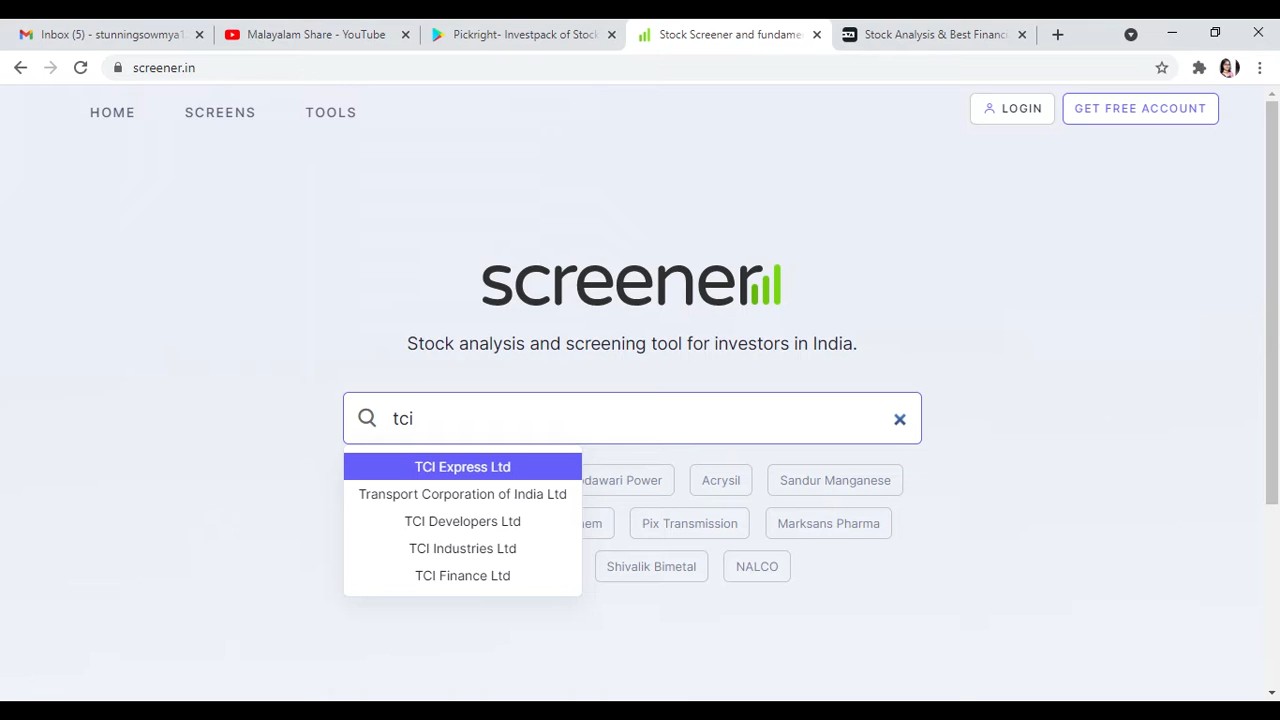 Inbox (5) - stunningsowmya1
Malayalam Share - YouTube
Pickright- Investpack of Stock
Stock Screener and fundame
Stock Analysis & Best Financ
screener.in
HOME
SCREENS
TOOLS
LOGIN
GET FREE ACCOUNT
screener
Stock analysis and screening tool for investors in India.
tci
TCI Express Ltd
odawari Power
Acrysil
Sandur Manganese
Transport Corporation of India Ltd
TCI Developers Ltd
em
Pix Transmission
Marksans Pharma
TCI Industries Ltd
Shivalik Bimetal
NALCO
TCI Finance Ltd